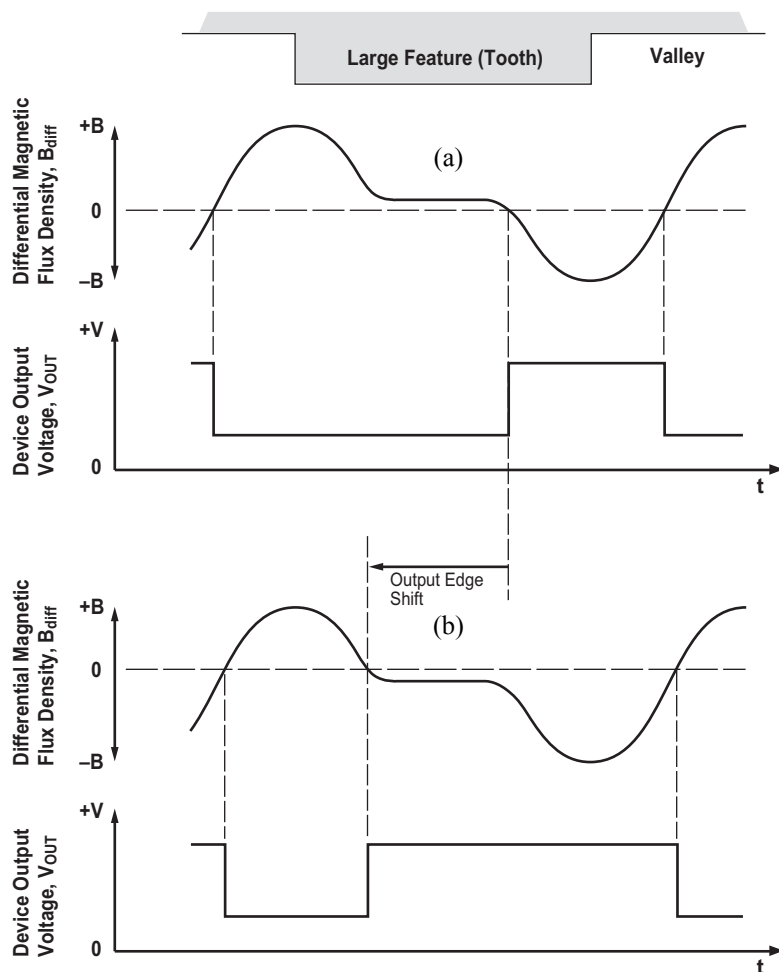 Large Feature (Tooth)
Valley
Differential Magnetic
Flux Density, Bdiff
+B
0
–B
(a)
Device Output
Voltage, VOUT
+V
0
t
Output Edge
Shift
Differential Magnetic
Flux Density, Bdiff
+B
0
–B
(b)
Device Output
Voltage, VOUT
+V
0
t